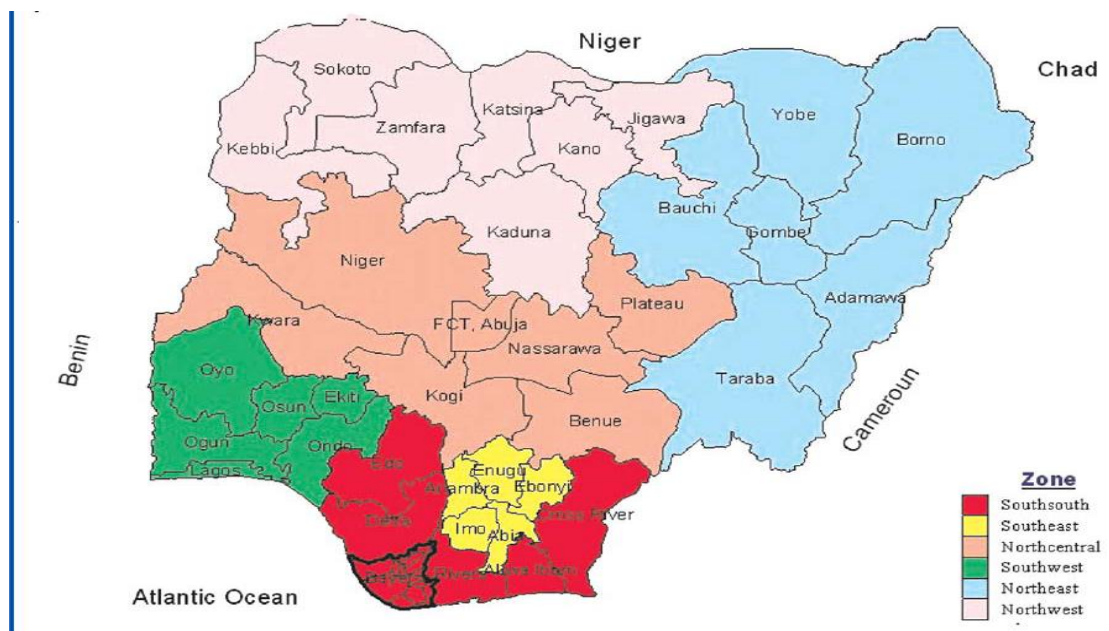 Niger
Chad
Sokoto
Katsina
Jigawa
Yobe
Zamfara
Borno
Kebbi
Kano
Bauchi
Gombe
Kaduna
Niger
Plateau
Adamawa
Kwara
FCT, Abuja
Nassarawa
Benin
Oyo
Taraba
Ekiti
Kogi
Osun
Benue
Cameroun
Ogun
Ondo
Lagos
Edo
Enugu
Anambra
Ebonyi
Delta
Imo
Abia
Cross River
Rivers
Akwa Ibom
Atlantic Ocean
Zone
Southsouth
Southeast
Northcentral
Southwest
Northeast
Northwest